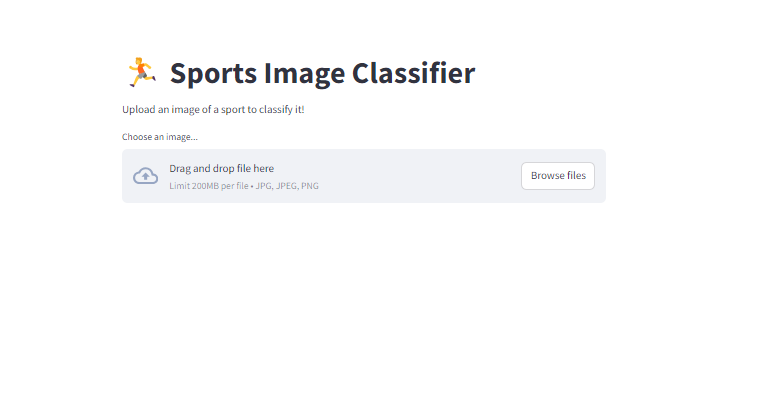 Sports Image Classifier
Upload an image of a sport to classify it!
Choose an image...
Drag and drop file here
Limit 200MB per file • JPG, JPEG, PNG
Browse files